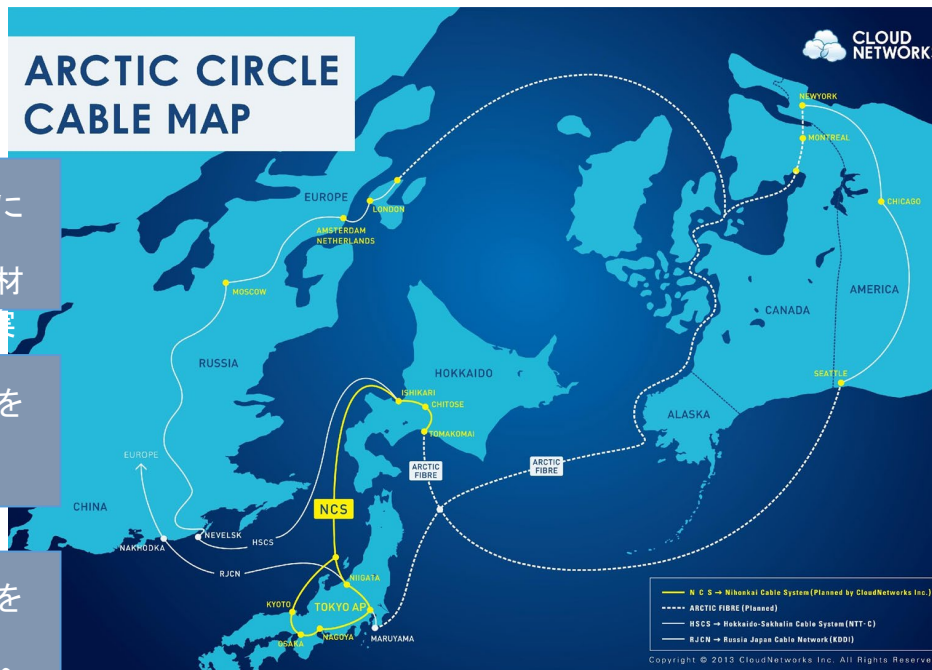 ARCTIC CIRCLE
CABLE MAP
CLOUD
NETWORKS
に
材
を
を
NEWYORK
MONTREAL
CHICAGO
EUROPE
LONDON
AMSTERDAM
NETHERLANDS
MOSCOW
CANADA
AMERICA
RUSSIA
HOKKAIDO
SEATTLE
ISHIKARI
CHITOSE
ALASKA
TOMAKOMAI
EUROPE
ARCTIC
FIBRE
ARCTIC
FIBRE
CHINA
NCS
NEVELSK
NAKHODKA
HSCS
RJCN
NIIGATA
KYOTO
TOKYO AP
OSAKA
NAGOYA
MARUYAMA
N C S → Nihonkai Cable System (Planned by CloudNetworks Inc.)
ARCTIC FIBRE (Planned)
HSCS → Hokkaido-Sakhalin Cable System (NTT-C)
RJCN → Russia Japan Cable Network (KDDI)
Copyright © 2013 CloudNetworks Inc. All Rights Reserve